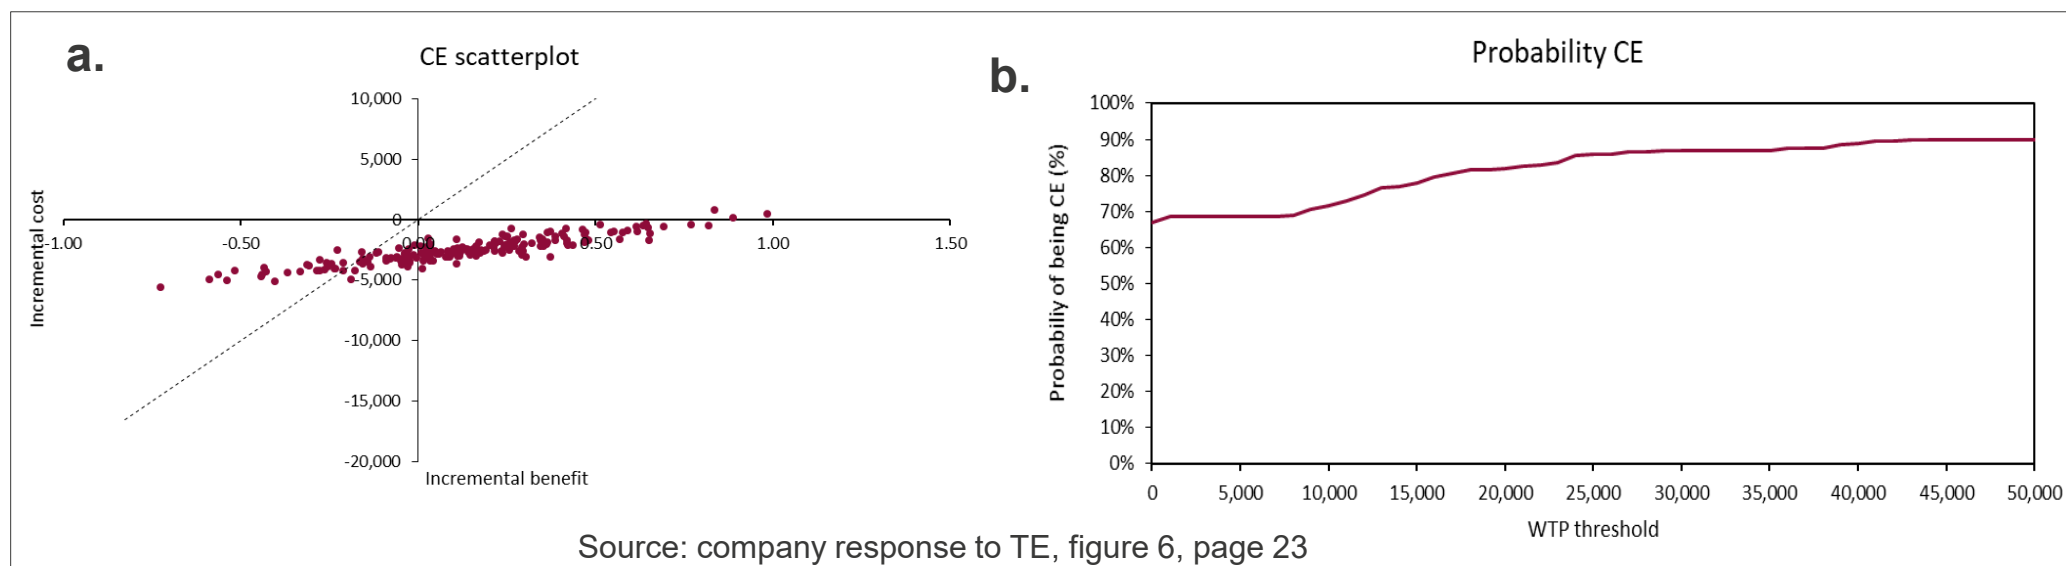 a.
CE scatterplot
Incremental cost
10,000
5,000
0
-5,000
-10,000
-15,000
-20,000
-1.00 -0.50 0.00 0.50 1.00 1.50
Incremental benefit
b.
Probability CE
Probabiliy of being CE (%)
100%
90%
80%
70%
60%
50%
40%
30%
20%
10%
0%
0 5,000 10,000 15,000 20,000 25,000 30,000 35,000 40,000 45,000 50,000
WTP threshold
Source: company response to TE, figure 6, page 23